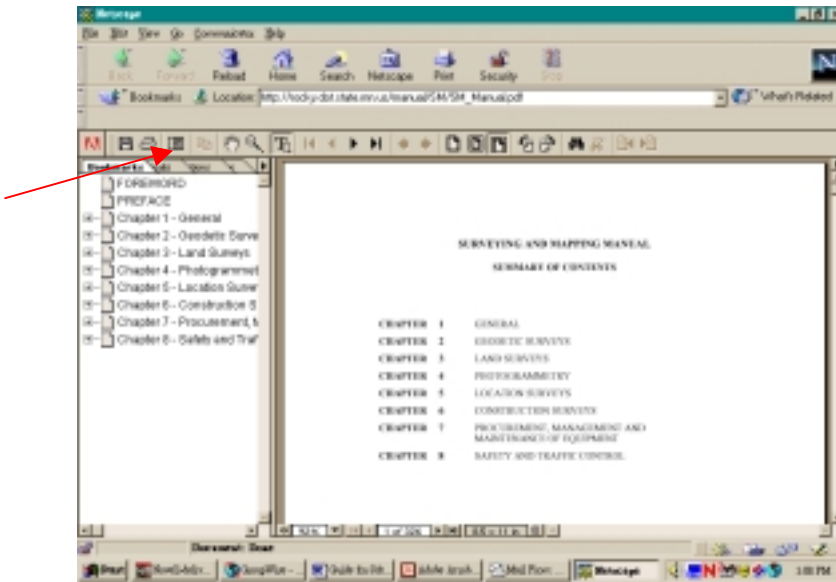 Netscape
File Edit View Go Communicator Help
Back Forward Reload Home Search Netscape Print Security Stop
Bookmarks Location: http://rocky.dot.state.mn.us/manual/SM/SM_Manual.pdf What's Related
Bookmarks
FOREWORD
PREFACE
Chapter 1 - General
Chapter 2 - Geodetic Surve
Chapter 3 - Land Surveys
Chapter 4 - Photogrammet
Chapter 5 - Location Surve
Chapter 6 - Construction S
Chapter 7 - Procurement, M
Chapter 8 - Safety and Traf
SURVEYING AND MAPPING MANUAL
SUMMARY OF CONTENTS
CHAPTER 1 GENERAL
CHAPTER 2 GEODETIC SURVEYS
CHAPTER 3 LAND SURVEYS
CHAPTER 4 PHOTOGRAMMETRY
CHAPTER 5 LOCATION SURVEYS
CHAPTER 6 CONSTRUCTION SURVEYS
CHAPTER 7 PROCUREMENT, MANAGEMENT AND
MAINTENANCE OF EQUIPMENT
CHAPTER 8 SAFETY AND TRAFFIC CONTROL
Document: Done
Start Netscape